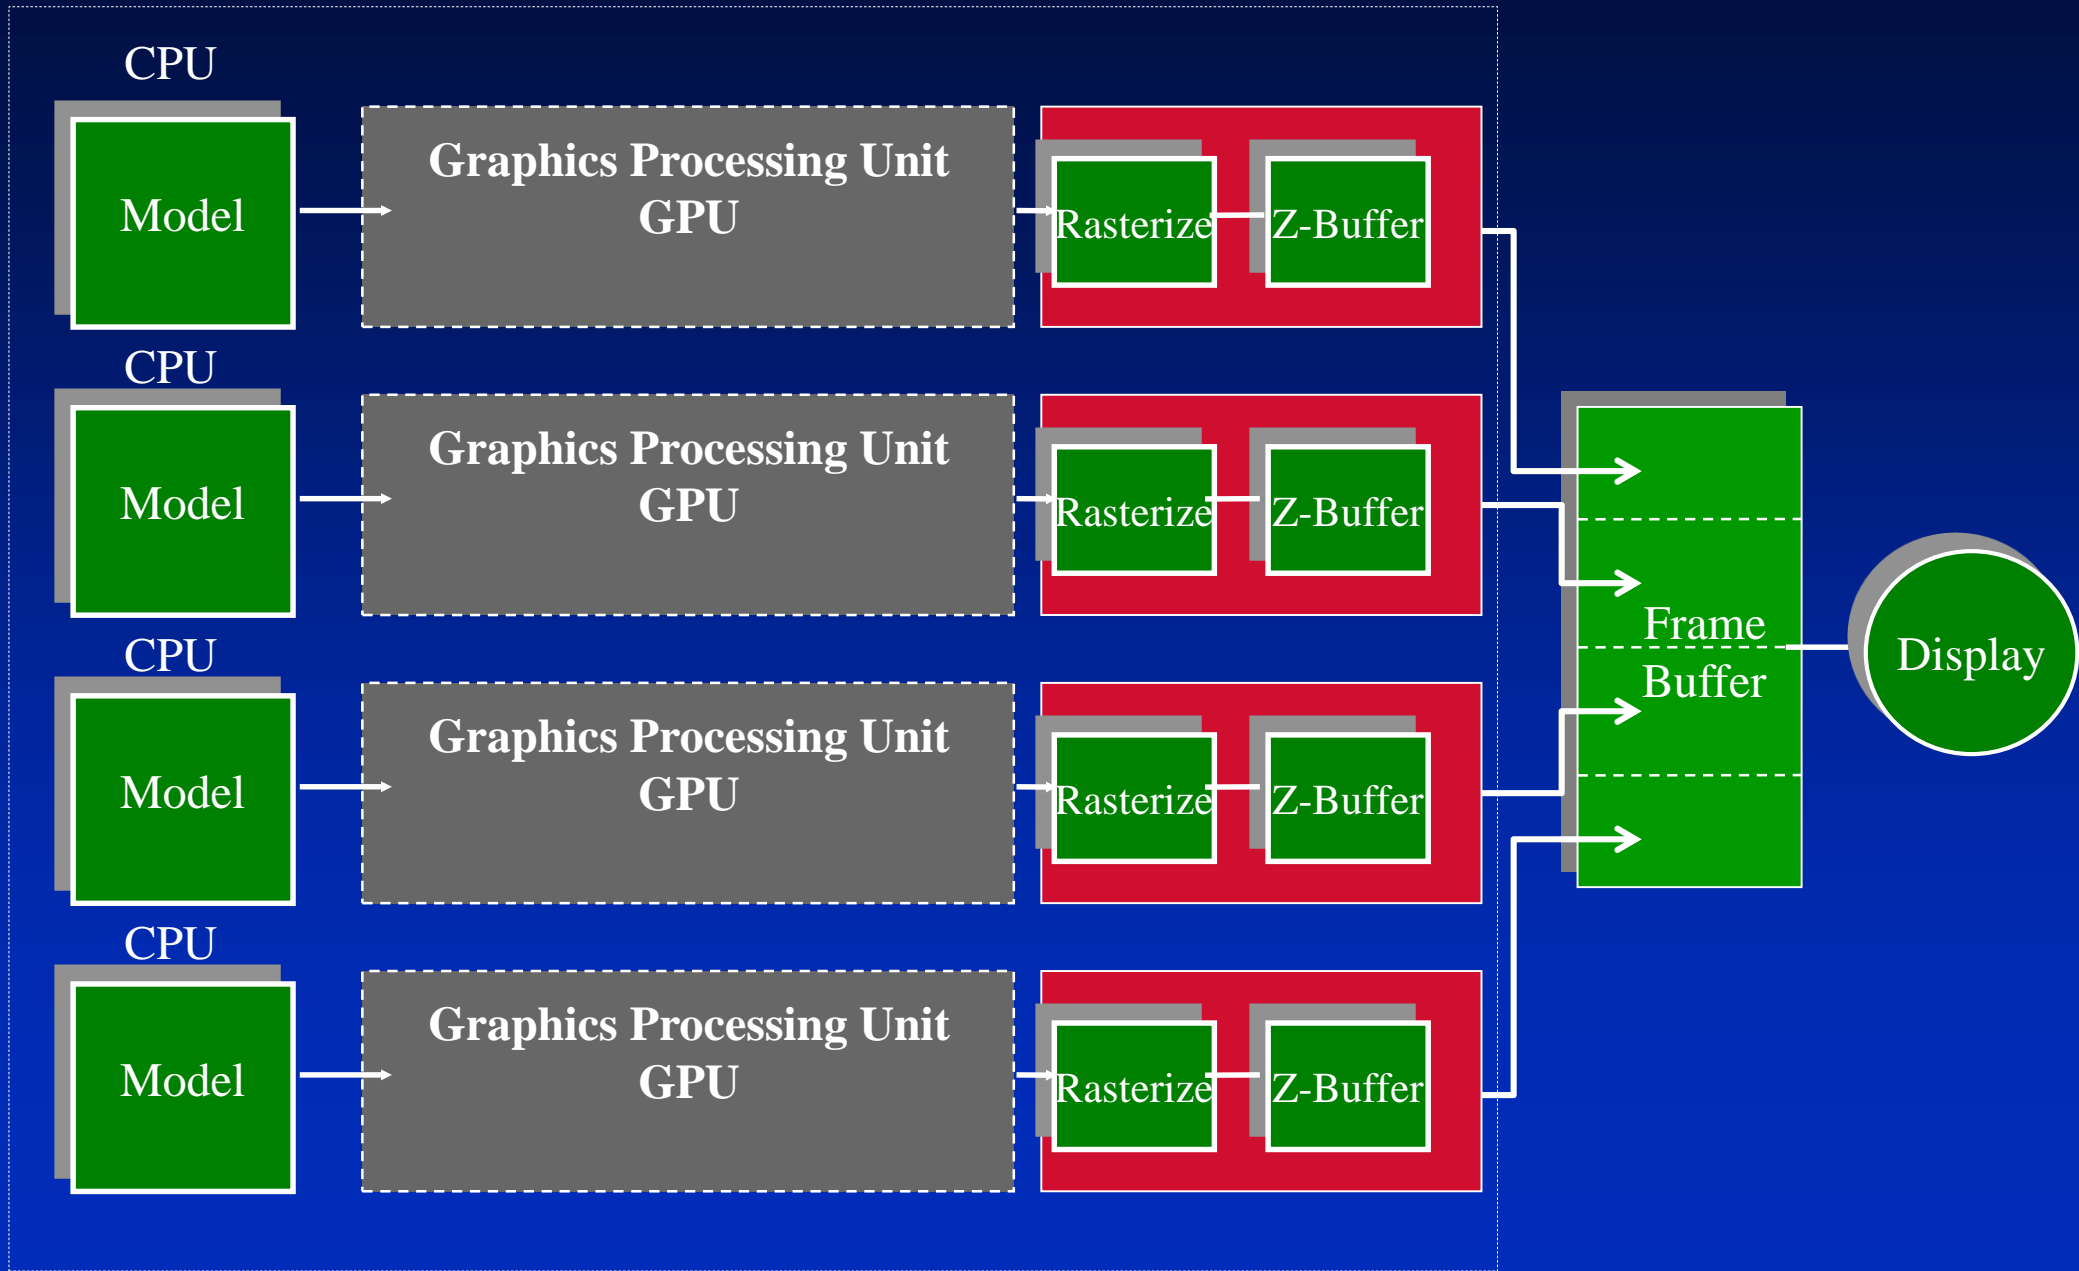 CPU
Model
Graphics Processing Unit
GPU
Rasterize
Z-Buffer
CPU
Model
Graphics Processing Unit
GPU
Rasterize
Z-Buffer
CPU
Model
Graphics Processing Unit
GPU
Rasterize
Z-Buffer
CPU
Model
Graphics Processing Unit
GPU
Rasterize
Z-Buffer
Frame
Buffer
Display